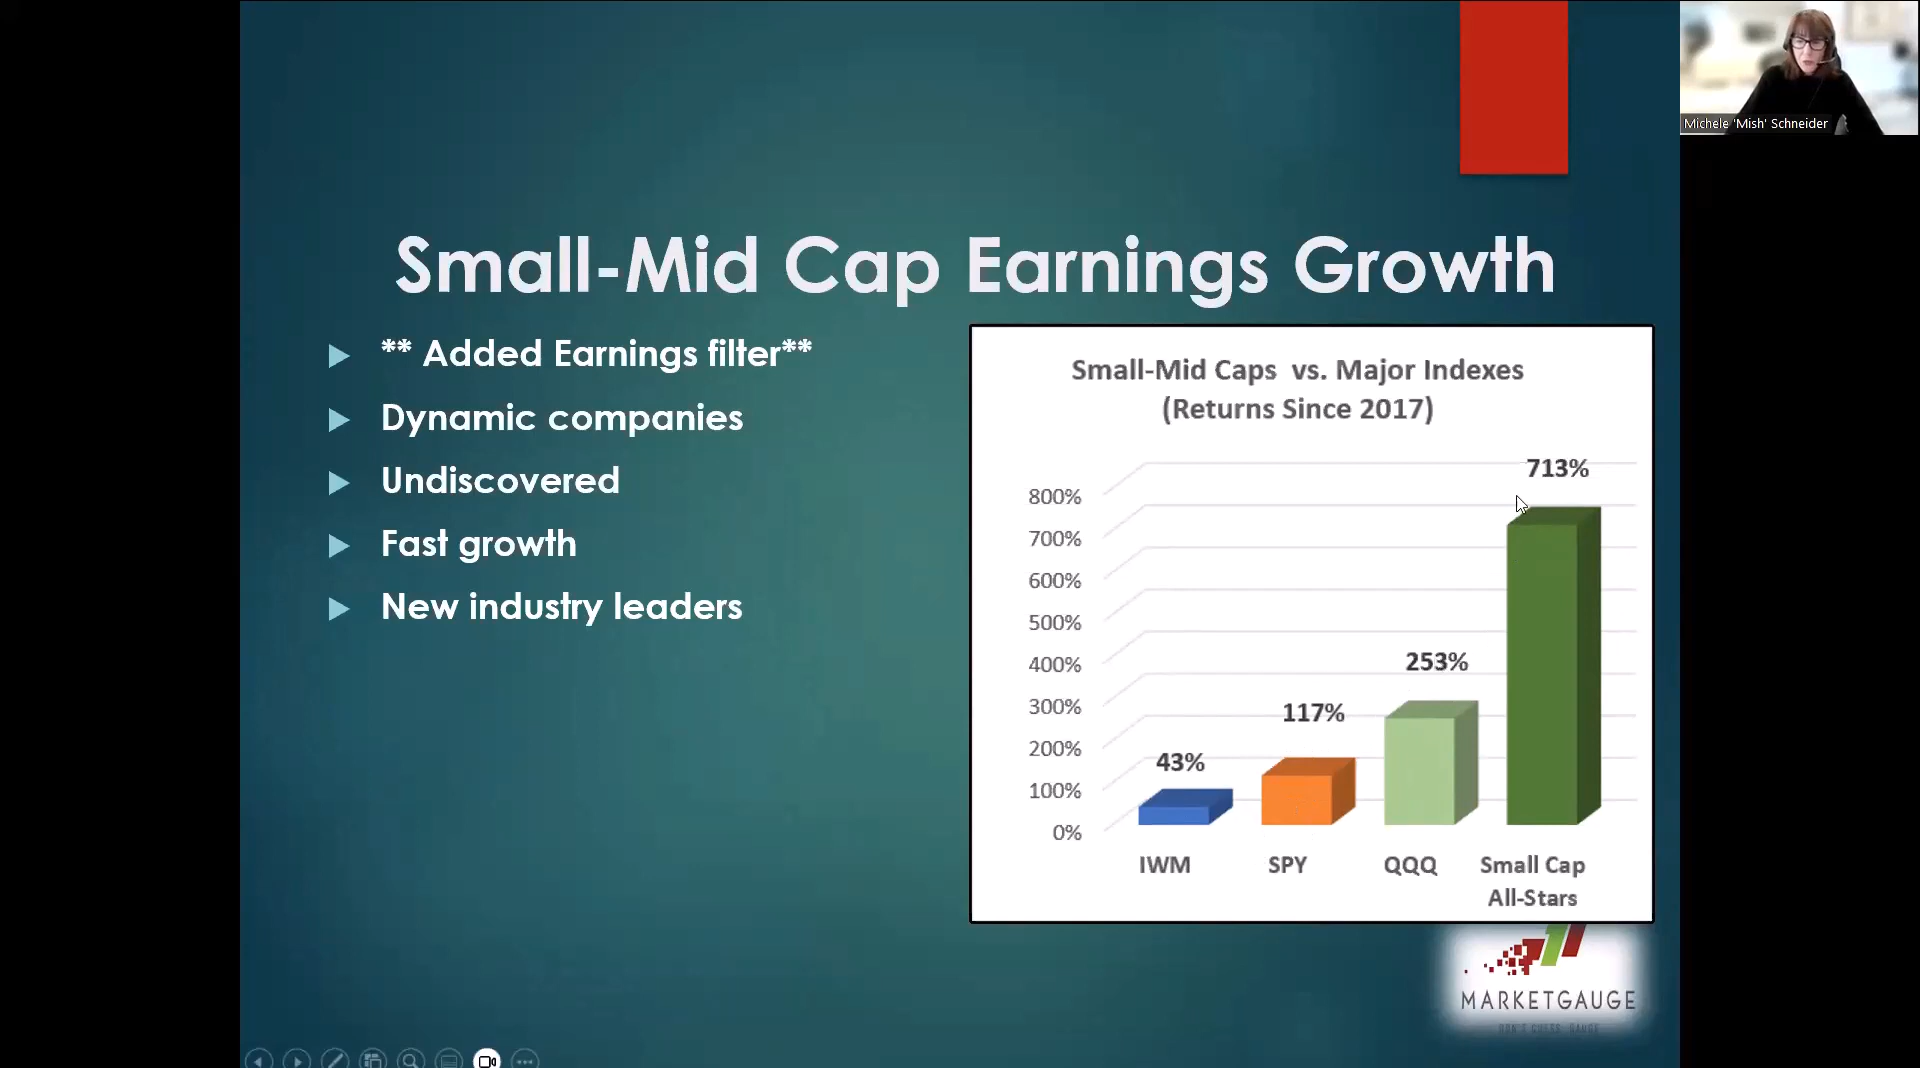 Michele 'Mish' Schneider
Small-Mid Cap Earnings Growth
** Added Earnings filter**
Dynamic companies
Undiscovered
Fast growth
New industry leaders
Small-Mid Caps vs. Major Indexes
(Returns Since 2017)
800%
700%
600%
500%
400%
300%
200%
100%
0%
43%
117%
253%
713%
IWM
SPY
QQQ
Small Cap
All-Stars
MARKETGAUGE